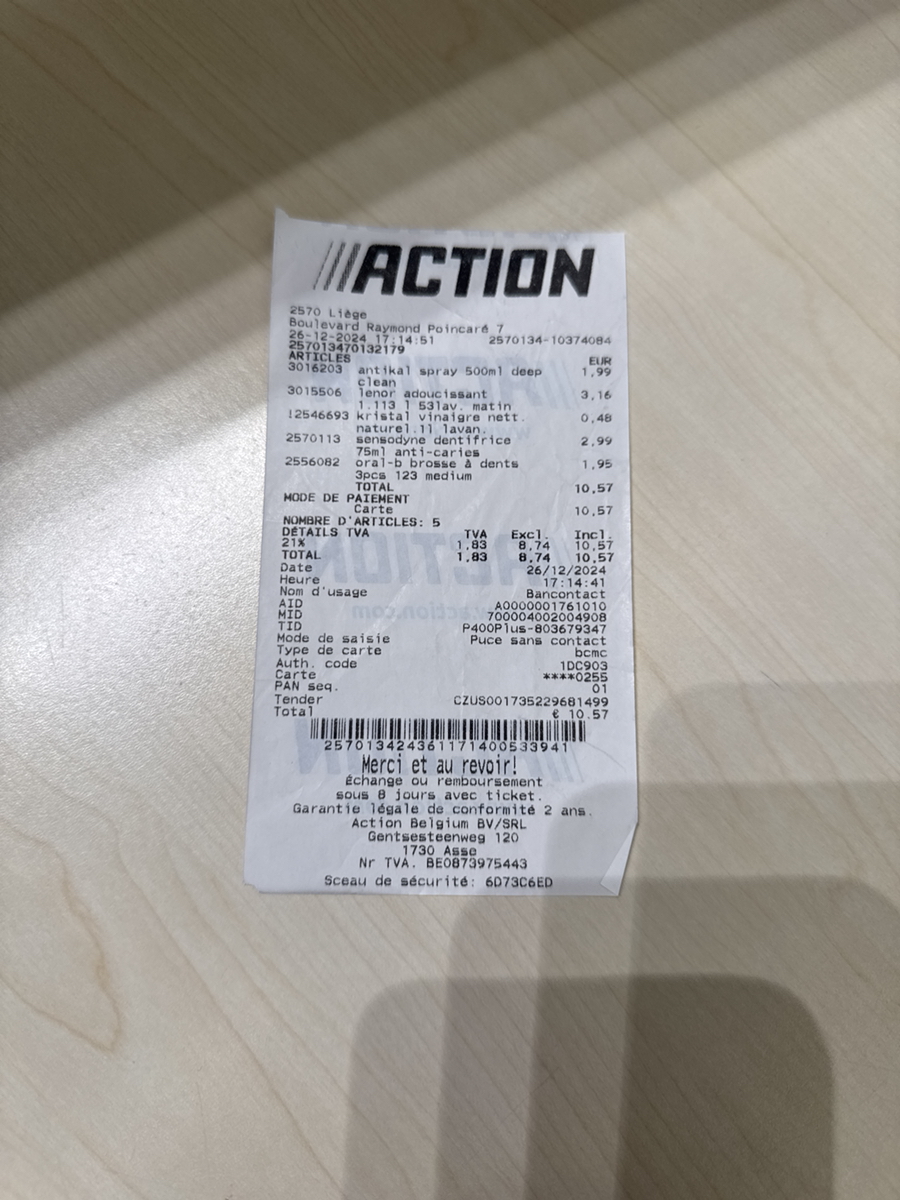 ///ACTION
2570 Liège
Boulevard Raymond Poincaré 7
26-12-2024 17:14:51 2570134-10374084
257013470132179
ARTICLES EUR
3016203 antikal spray 500ml deep 1,99
clean
3015506 lenor adoucissant 3,16
1.113 l 53lav. matin
!2546693 kristal vinaigre nett. 0,48
naturel.1l lavan.
2570113 sensodyne dentifrice 2,99
75ml anti-caries
2556082 oral-b brosse à dents 1,95
3pcs 123 medium
TOTAL 10,57
MODE DE PAIEMENT
Carte 10,57
NOMBRE D'ARTICLES: 5
DÉTAILS TVA TVA Excl. Incl.
21% 1,83 8,74 10,57
TOTAL 1,83 8,74 10,57
Date 26/12/2024
Heure 17:14:41
Nom d'usage Bancontact
AID A0000001761010
MID 700004002004908
TID P400Plus-803679347
Mode de saisie Puce sans contact
Type de carte bcmc
Auth. code 1DC903
Carte ****0255
PAN seq. 01
Tender CZUS001735229681499
Total € 10.57
257013424361171400533941
Merci et au revoir!
Échange ou remboursement
sous 8 jours avec ticket.
Garantie légale de conformité 2 ans.
Action Belgium BV/SRL
Gentsesteenweg 120
1730 Asse
Nr TVA. BE0873975443
Sceau de sécurité: 6D73C6ED